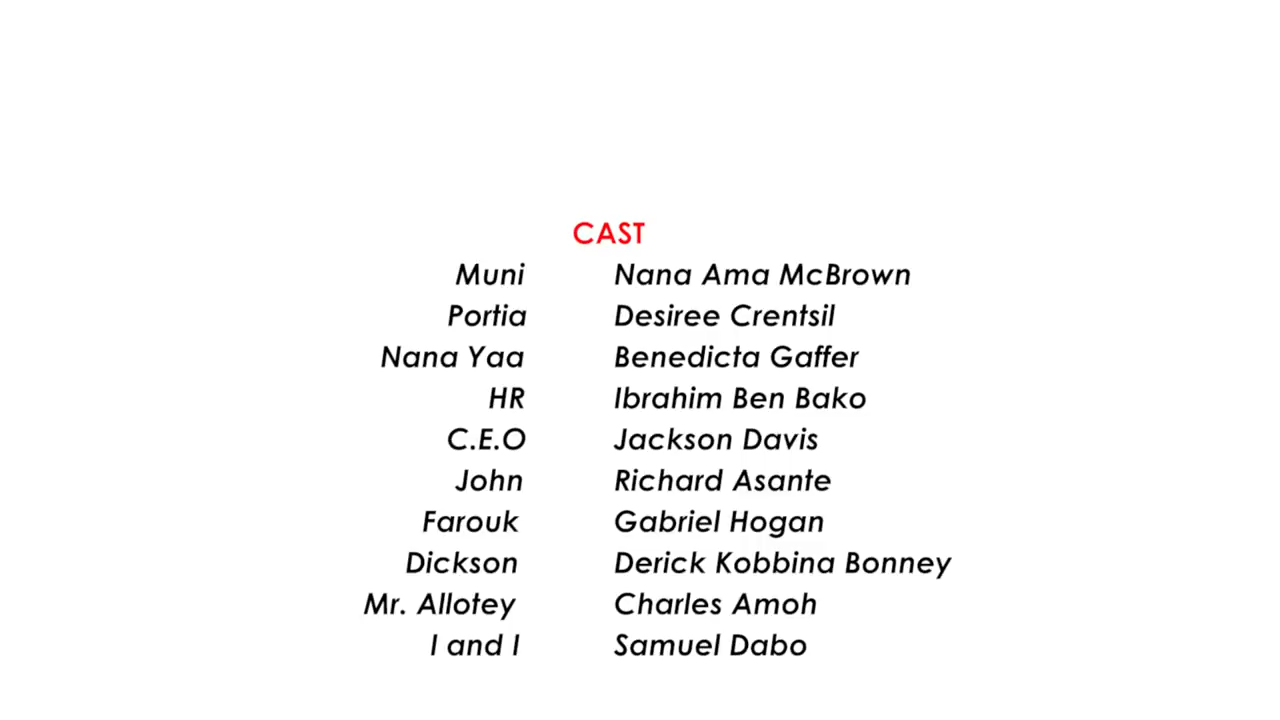 CAST
Muni Nana Ama McBrown
Portia Desiree Crentsil
Nana Yaa Benedicta Gaffer
HR Ibrahim Ben Bako
C.E.O Jackson Davis
John Richard Asante
Farouk Gabriel Hogan
Dickson Derick Kobbina Bonney
Mr. Allotey Charles Amoh
I and I Samuel Dabo